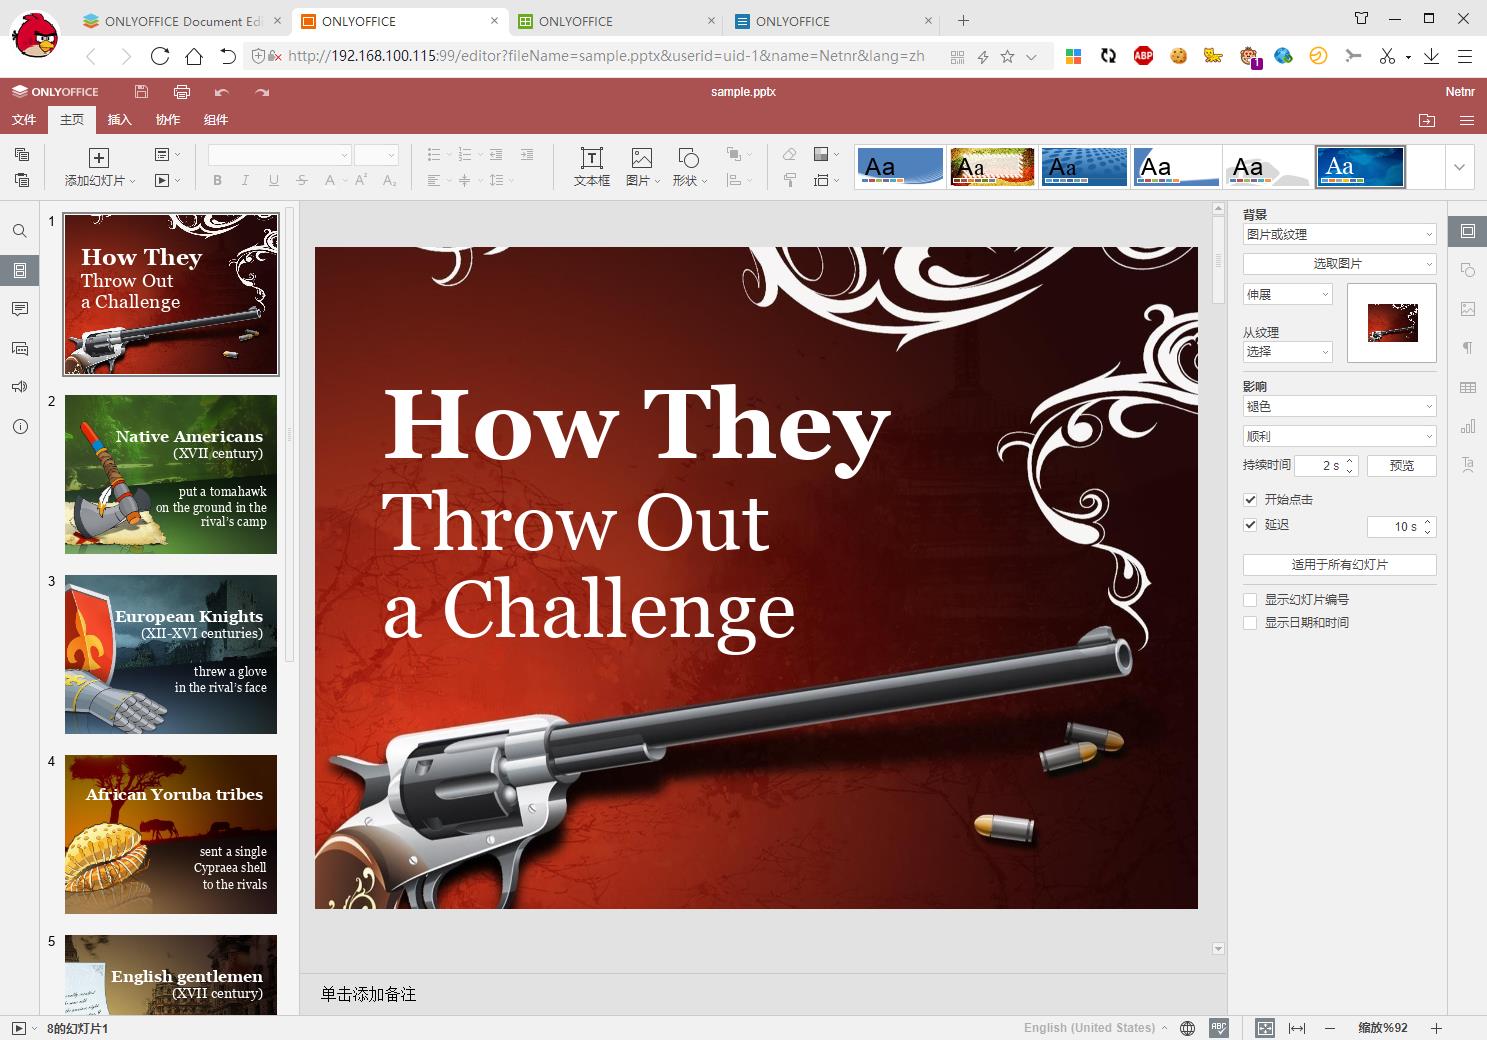 ONLYOFFICE Document Edi
ONLYOFFICE
ONLYOFFICE
ONLYOFFICE
http://192.168.100.115:99/editor?fileName=sample.pptx&userid=uid-1&name=Netnr&lang=zh
ABP
1
ONLYOFFICE
sample.pptx
Netnr
文件
主页
插入
协作
组件
添加幻灯片
B I U S A A² A₂
文本框
图片
形状
Aa
Aa
Aa
Aa
Aa
Aa
1
How They
Throw Out
a Challenge
2
Native Americans
(XVII century)
put a tomahawk
on the ground in the
rival's camp
3
European Knights
(XII-XVI centuries)
threw a glove
in the rival's face
4
African Yoruba tribes
sent a single
Cypraea shell
to the rivals
5
English gentlemen
(XVII century)
How They
Throw Out
a Challenge
单击添加备注
背景
图片或纹理
选取图片
伸展
从纹理
选择
影响
褪色
顺利
持续时间 2 s 预览
开始点击
延迟 10 s
适用于所有幻灯片
显示幻灯片编号
显示日期和时间
Ta
8的幻灯片1
English (United States)
ABC
缩放%92